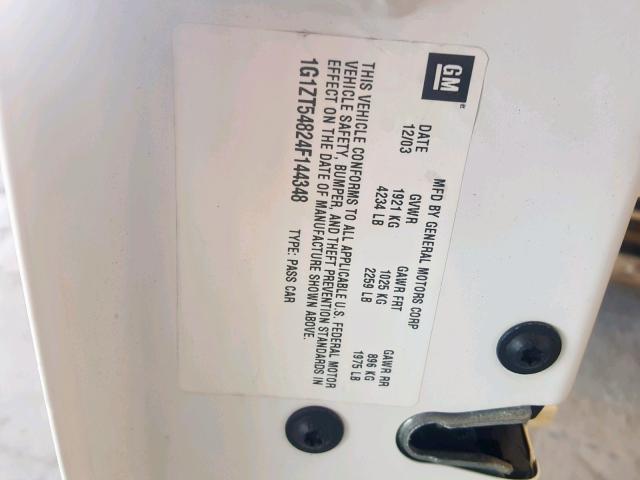 GM
MFD BY GENERAL MOTORS CORP
DATE GVWR GAWR FRT GAWR RR
12/03 1921 KG 1025 KG 896 KG
4234 LB 2259 LB 1975 LB
THIS VEHICLE CONFORMS TO ALL APPLICABLE U.S. FEDERAL MOTOR
VEHICLE SAFETY, BUMPER, AND THEFT PREVENTION STANDARDS IN
EFFECT ON THE DATE OF MANUFACTURE SHOWN ABOVE.
1G1ZT54824F144348 TYPE: PASS CAR